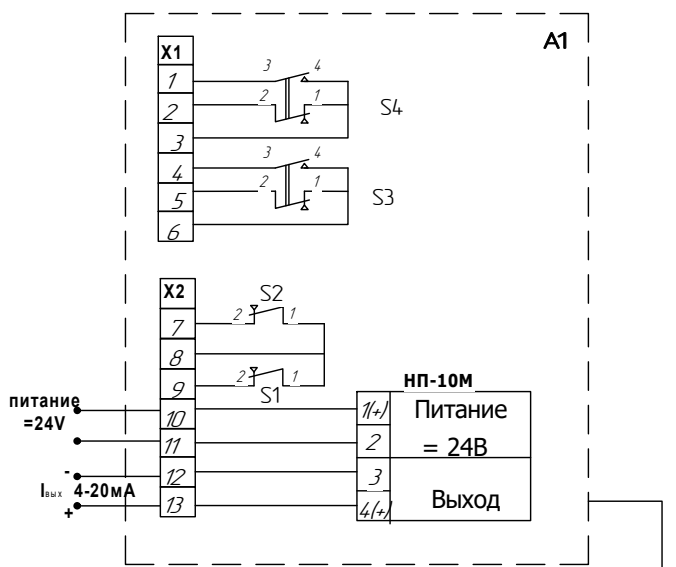 A1
X1
1
3 4
2
2 1
S4
3
4
3 4
5
2 1
S3
6
X2
S2
7
2 1
8
9
2 1
S1
НП-10М
питание
=24V
10
1(+)
Питание
11
2
= 24В
-
12
3
Iвых 4-20мА
Выход
+
13
4(+)